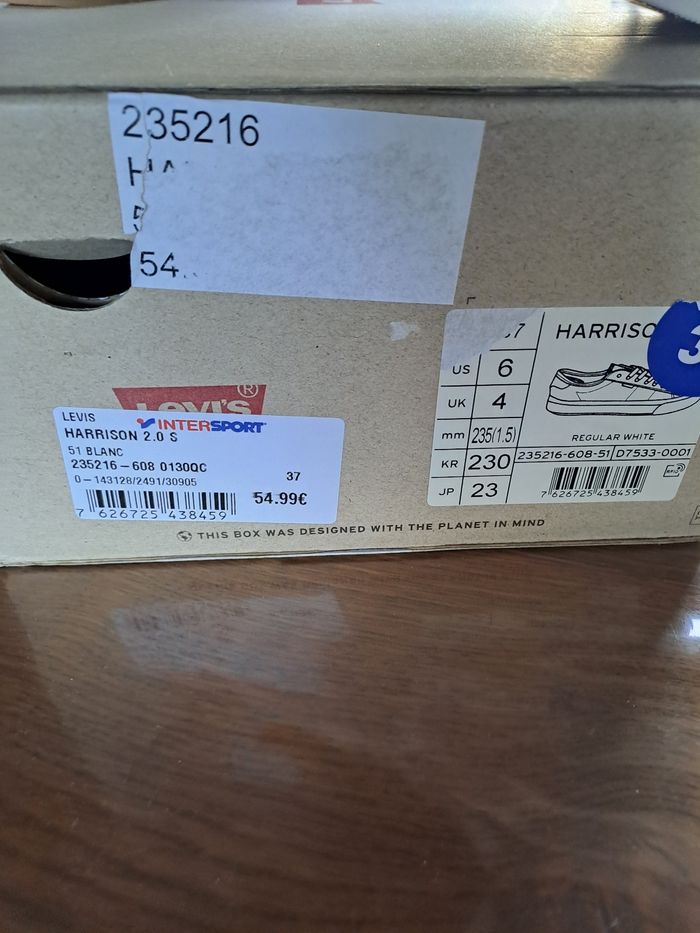 235216
54
LEVI'S®
LEVIS
INTERSPORT
HARRISON 2.0 S
51 BLANC
235216-608 0130QC
37
0-143128/2491/30905
54.99€
7 626725 438459
7
HARRISO
3
US 6
UK 4
mm 235(1.5)
KR 230
JP 23
REGULAR WHITE
235216-608-51 D7533-0001
7 626725 438459
THIS BOX WAS DESIGNED WITH THE PLANET IN MIND